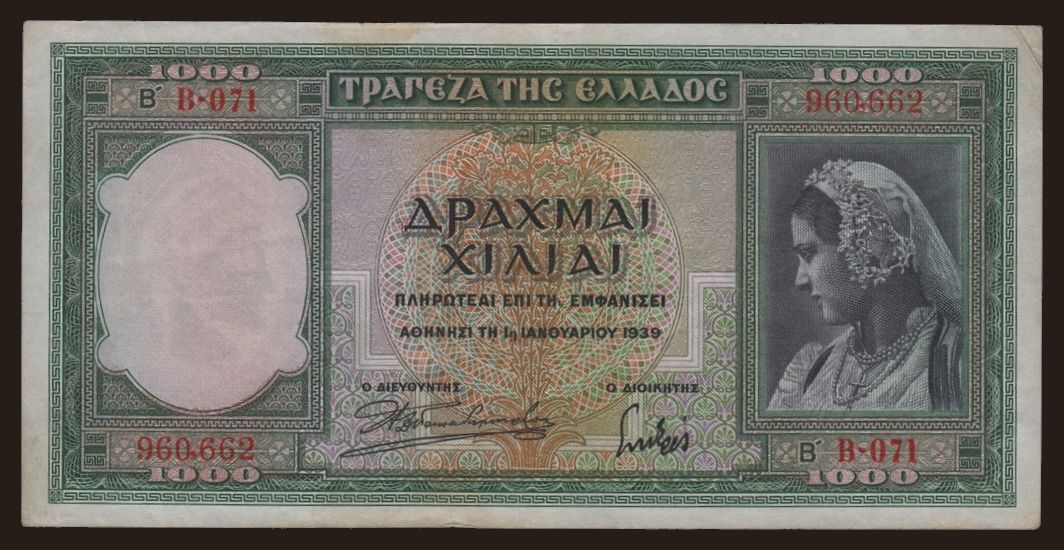 1000 1000
Β΄ Β-071 ΤΡΑΠΕΖΑ ΤΗΣ ΕΛΛΑΔΟΣ 960,662
ΔΡΑΧΜΑΙ
ΧΙΛΙΑΙ
ΠΛΗΡΩΤΕΑΙ ΕΠΙ ΤΗ, ΕΜΦΑΝΙΣΕΙ
ΑΘΗΝΗΣΙ ΤΗ 1η ΙΑΝΟΥΑΡΙΟΥ 1939
Ο ΔΙΕΥΘΥΝΤΗΣ Ο ΔΙΟΙΚΗΤΗΣ
960,662 Β΄ Β-071
1000 1000